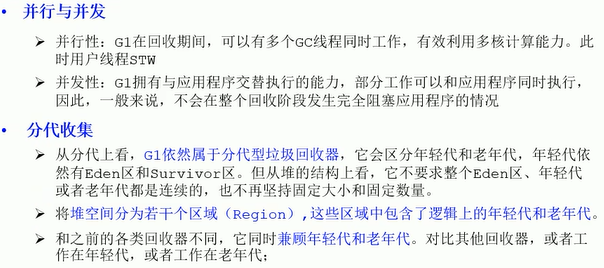 • 并行与并发
➢ 并行性：G1在回收期间，可以有多个GC线程同时工作，有效利用多核计算能力。此
时用户线程STW
➢ 并发性：G1拥有与应用程序交替执行的能力，部分工作可以和应用程序同时执行，
因此，一般来说，不会在整个回收阶段发生完全阻塞应用程序的情况
• 分代收集
➢ 从分代上看，G1依然属于分代型垃圾回收器，它会区分年轻代和老年代，年轻代依
然有Eden区和Survivor区。但从堆的结构上看，它不要求整个Eden区、年轻代
或者老年代都是连续的，也不再坚持固定大小和固定数量。
➢ 将堆空间分为若干个区域（Region）,这些区域中包含了逻辑上的年轻代和老年代。
➢ 和之前的各类回收器不同，它同时兼顾年轻代和老年代。对比其他回收器，或者工
作在年轻代，或者工作在老年代；